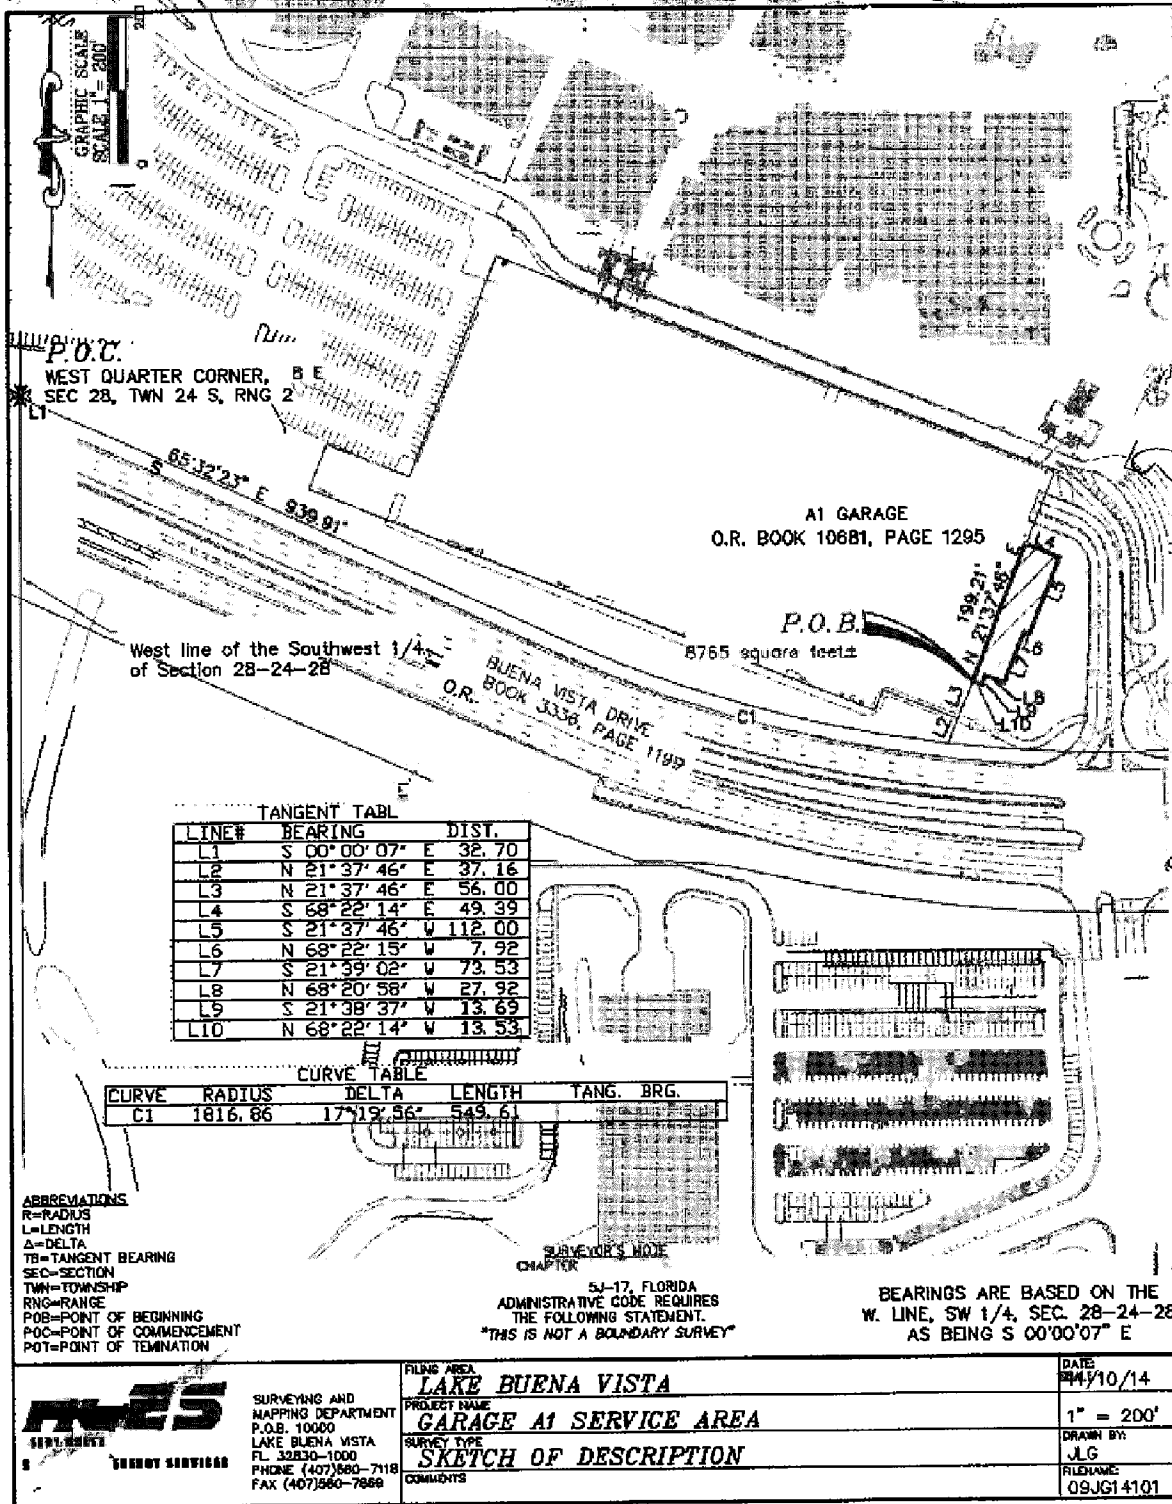 GRAPHIC SCALE
SCALE 1" = 200'
0
200
P.O.C.
WEST QUARTER CORNER, 8 E
SEC 28, TWN 24 S, RNG 2
L1
S 65°32'23" E 939.91'
A1 GARAGE
O.R. BOOK 10681, PAGE 1295
P.O.B.
8765 square feet±
N 21°37'46" E
199.21'
L4
L5
L6
L7
L8
L9
L10
L2
L3
West line of the Southwest 1/4
of Section 28-24-28
BUENA VISTA DRIVE
O.R. BOOK 3336, PAGE 1199
C1
TANGENT TABL
LINE# BEARING DIST.
L1 S 00°00'07" E 32.70
L2 N 21°37'46" E 37.16
L3 N 21°37'46" E 56.00
L4 S 68°22'14" E 49.39
L5 S 21°37'46" W 112.00
L6 N 68°22'15" W 7.92
L7 S 21°39'02" W 73.53
L8 N 68°20'58" W 27.92
L9 S 21°38'37" W 13.69
L10 N 68°22'14" W 13.53
CURVE TABLE
CURVE RADIUS DELTA LENGTH TANG. BRG.
C1 1816.86 17°19'56" 549.61
ABBREVIATIONS
R=RADIUS
L=LENGTH
Δ=DELTA
TB=TANGENT BEARING
SEC=SECTION
TWN=TOWNSHIP
RNG=RANGE
POB=POINT OF BEGINNING
POC=POINT OF COMMENCEMENT
POT=POINT OF TEMINATION
SURVEYOR'S NOTE
CHAPTER
5J-17, FLORIDA
ADMINISTRATIVE CODE REQUIRES
THE FOLLOWING STATEMENT.
"THIS IS NOT A BOUNDARY SURVEY"
BEARINGS ARE BASED ON THE
W. LINE, SW 1/4, SEC. 28-24-28
AS BEING S 00°00'07" E
ES
ENERGY SERVICES
SURVEYING AND
MAPPING DEPARTMENT
P.O.B. 10000
LAKE BUENA VISTA
FL 32830-1000
PHONE (407)560-7118
FAX (407)560-7859
FILING AREA
LAKE BUENA VISTA
PROJECT NAME
GARAGE A1 SERVICE AREA
SURVEY TYPE
SKETCH OF DESCRIPTION
COMMENTS
DATE:
/10/14
1" = 200'
DRAWN BY:
JLG
FILENAME:
09JG14101